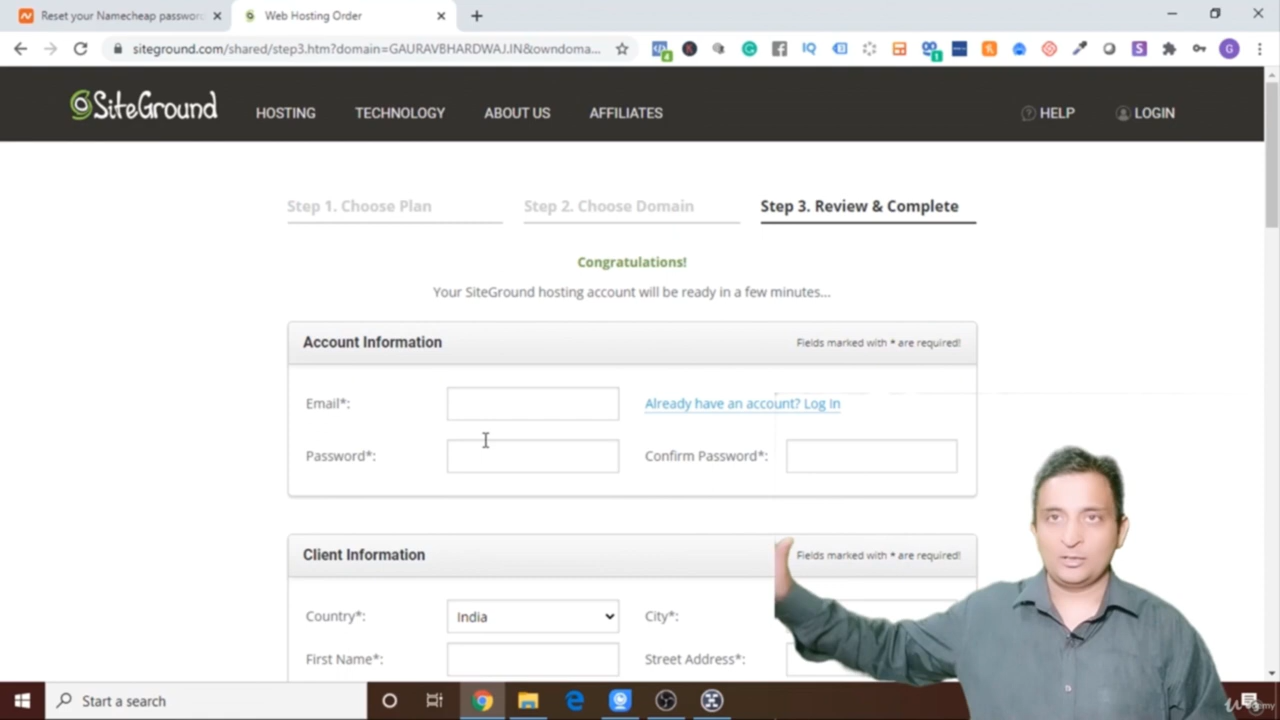 Reset your Namecheap password
Web Hosting Order
siteground.com/shared/step3.htm?domain=GAURAVBHARDWAJ.IN&owndoma...
SiteGround
HOSTING
TECHNOLOGY
ABOUT US
AFFILIATES
HELP
LOGIN
Step 1. Choose Plan
Step 2. Choose Domain
Step 3. Review & Complete
Congratulations!
Your SiteGround hosting account will be ready in a few minutes...
Account Information
Fields marked with * are required!
Email*:
Already have an account? Log In
Password*:
Confirm Password*:
Client Information
Fields marked with * are required!
Country*:
India
City*:
First Name*:
Street Address*:
Start a search